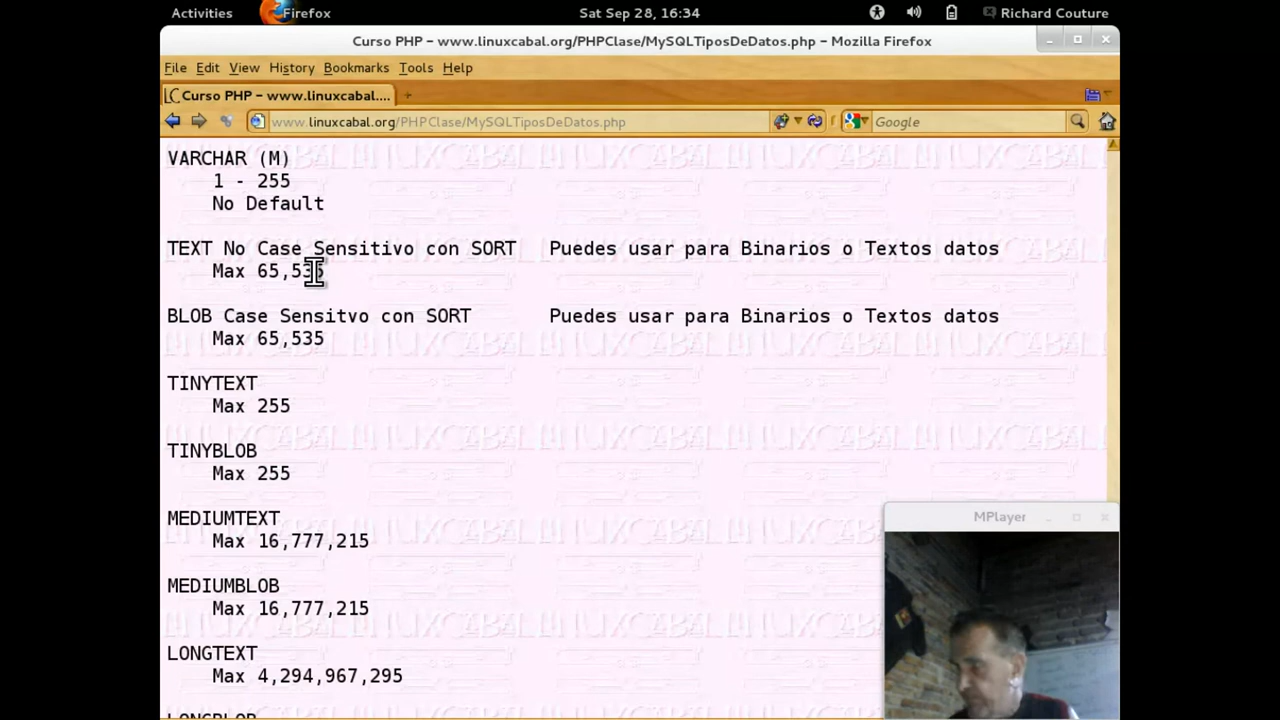 Activities Firefox Sat Sep 28, 16:34 Richard Couture
Curso PHP – www.linuxcabal.org/PHPClase/MySQLTiposDeDatos.php – Mozilla Firefox
File Edit View History Bookmarks Tools Help
Curso PHP – www.linuxcabal....
www.linuxcabal.org/PHPClase/MySQLTiposDeDatos.php Google
VARCHAR (M)
1 - 255
No Default
TEXT No Case Sensitivo con SORT Puedes usar para Binarios o Textos datos
Max 65,535
BLOB Case Sensitvo con SORT Puedes usar para Binarios o Textos datos
Max 65,535
TINYTEXT
Max 255
TINYBLOB
Max 255
MEDIUMTEXT
Max 16,777,215
MPlayer
MEDIUMBLOB
Max 16,777,215
LONGTEXT
Max 4,294,967,295
LONGBLOB